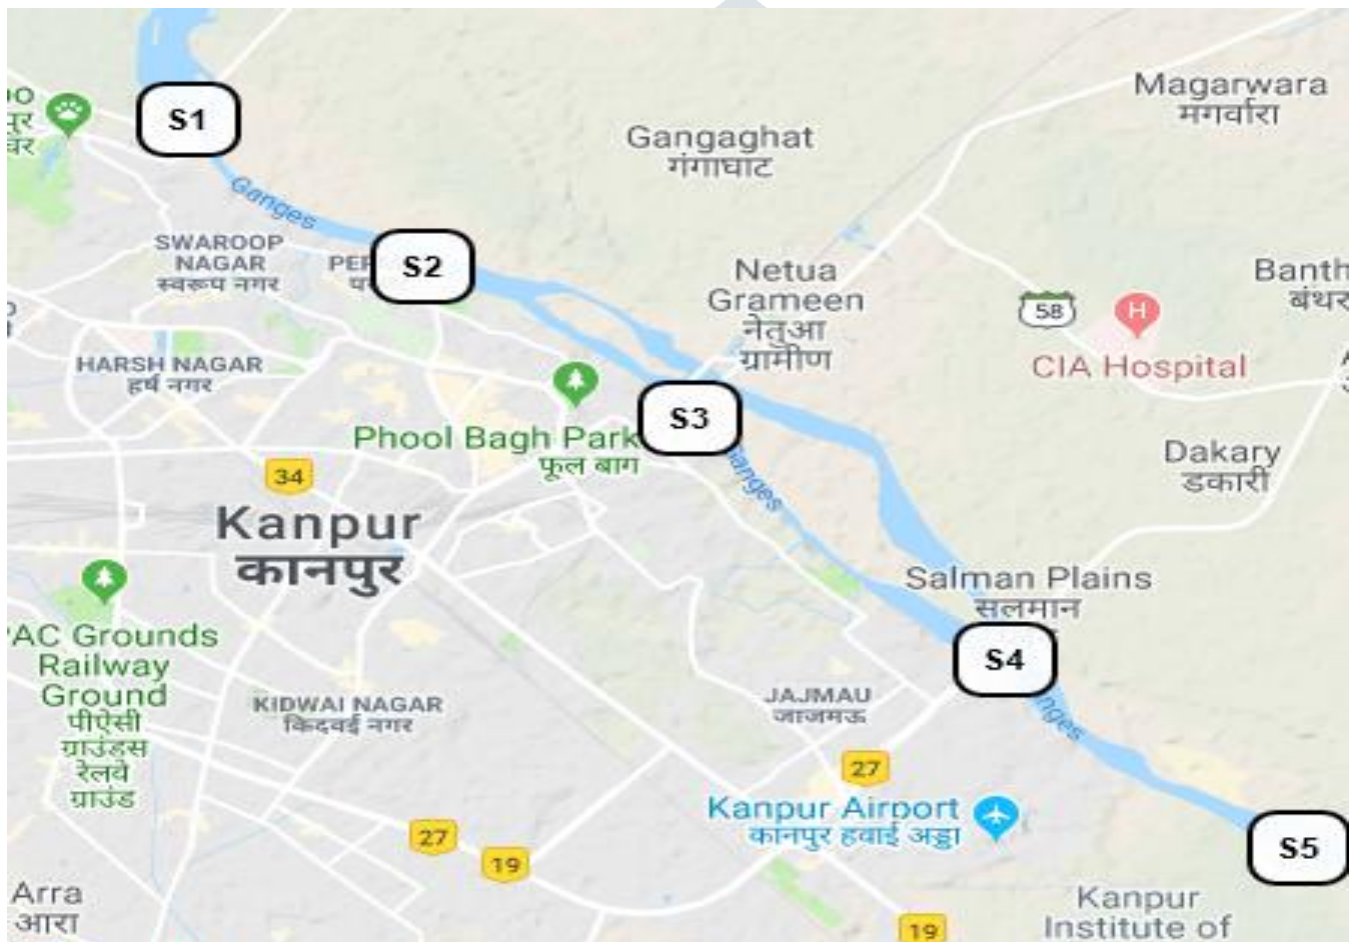 S1
Magarwara
मगर्वारा
Gangaghat
गंगाघाट
Ganges
SWAROOP
NAGAR
स्वरूप नगर
S2
Netua
Grameen
नेतुआ
ग्रामीण
58
H
CIA Hospital
HARSH NAGAR
हर्ष नगर
S3
Phool Bagh Park
फूल बाग
Dakary
डकारी
34
Kanpur
कानपुर
Salman Plains
सलमान
S4
PAC Grounds
Railway
Ground
पीऐसी
ग्राउंडस
रेलवे
ग्राउंड
KIDWAI NAGAR
किदवई नगर
JAJMAU
जाजमऊ
27
Kanpur Airport
कानपुर हवाई अड्डा
27
19
S5
Arra
आरा
Kanpur
Institute of
19